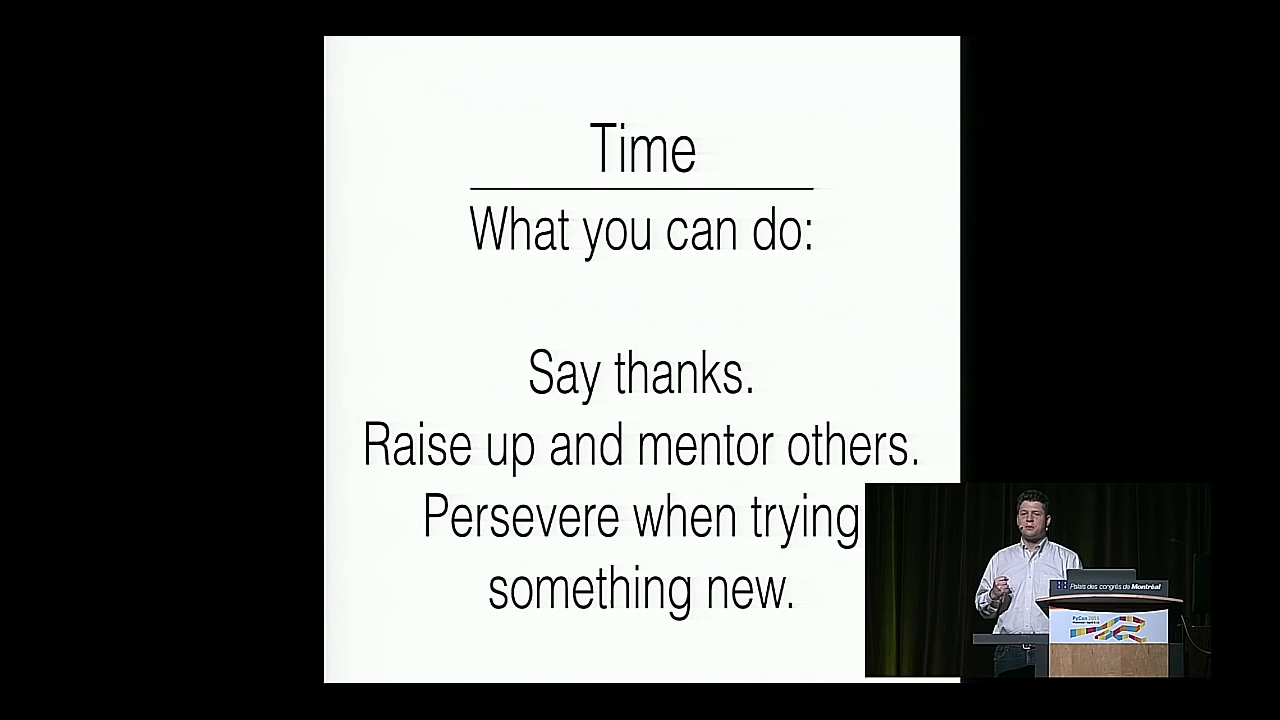 Time
What you can do:
Say thanks.
Raise up and mentor others.
Persevere when trying
something new.
Palais des congrès de Montréal
PyCon 2015